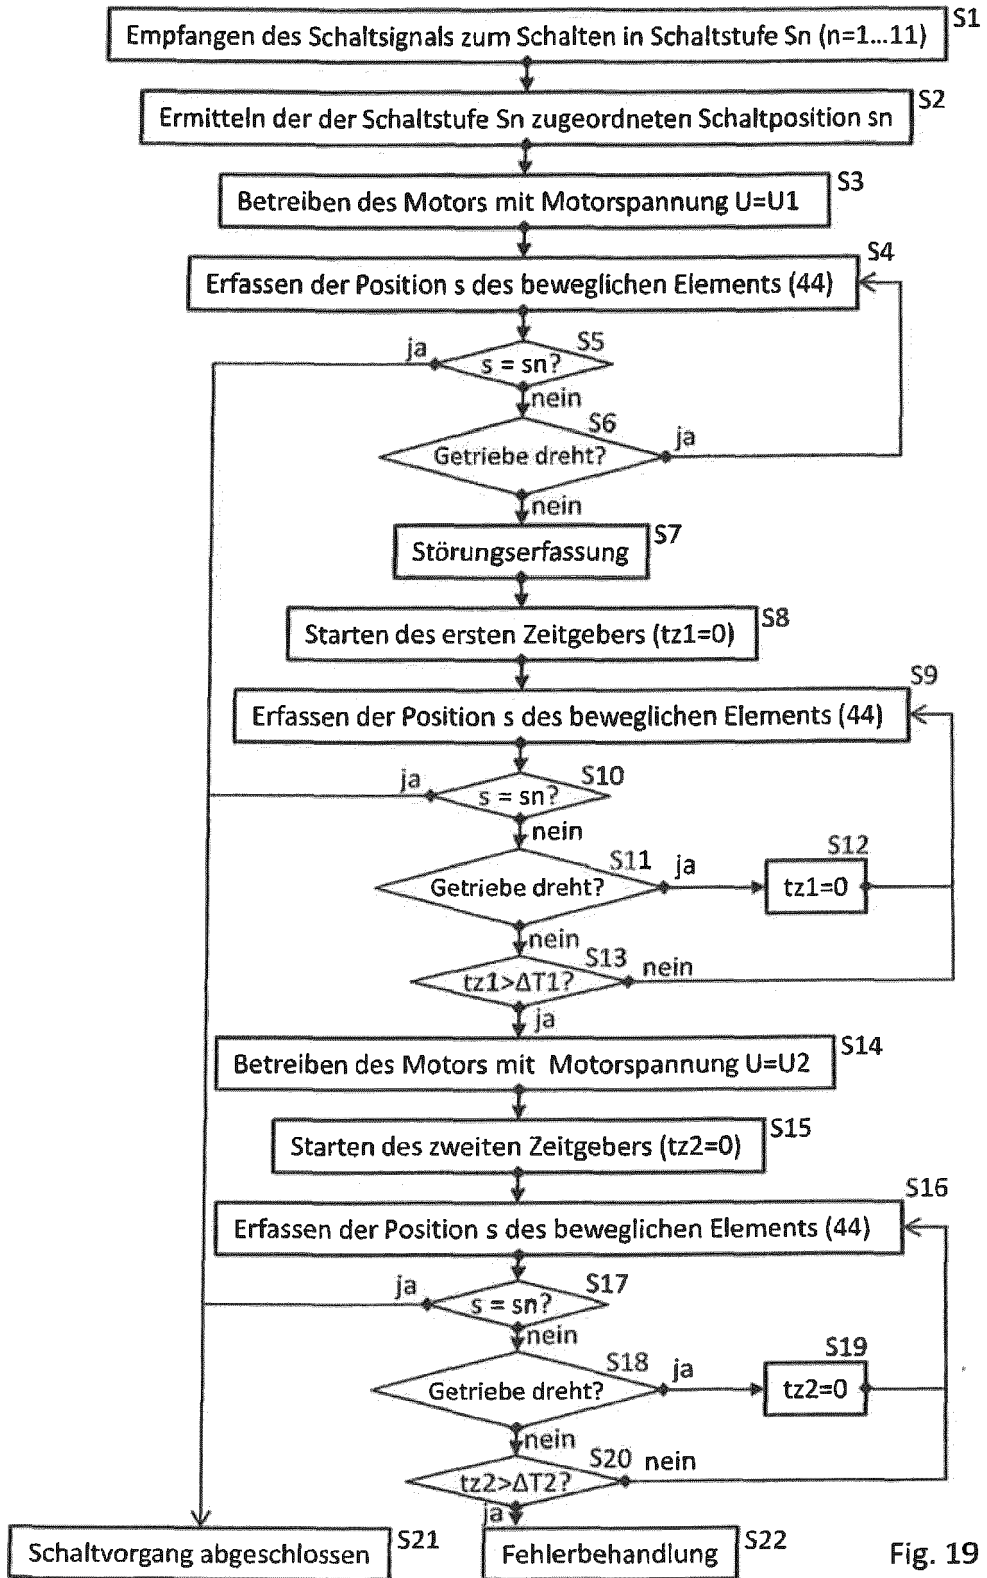 S1
Empfangen des Schaltsignals zum Schalten in Schaltstufe Sn (n=1...11)
S2
Ermitteln der der Schaltstufe Sn zugeordneten Schaltposition sn
S3
Betreiben des Motors mit Motorspannung U=U1
S4
Erfassen der Position s des beweglichen Elements (44)
S5
ja
s = sn?
nein
S6
Getriebe dreht?
ja
nein
S7
Störungserfassung
S8
Starten des ersten Zeitgebers (tz1=0)
S9
Erfassen der Position s des beweglichen Elements (44)
S10
ja
s = sn?
nein
S11
Getriebe dreht?
ja
S12
tz1=0
nein
S13
tz1>ΔT1?
nein
ja
S14
Betreiben des Motors mit Motorspannung U=U2
S15
Starten des zweiten Zeitgebers (tz2=0)
S16
Erfassen der Position s des beweglichen Elements (44)
S17
ja
s = sn?
nein
S18
Getriebe dreht?
ja
S19
tz2=0
nein
S20
tz2>ΔT2?
nein
ja
Schaltvorgang abgeschlossen
S21
Fehlerbehandlung
S22
Fig. 19